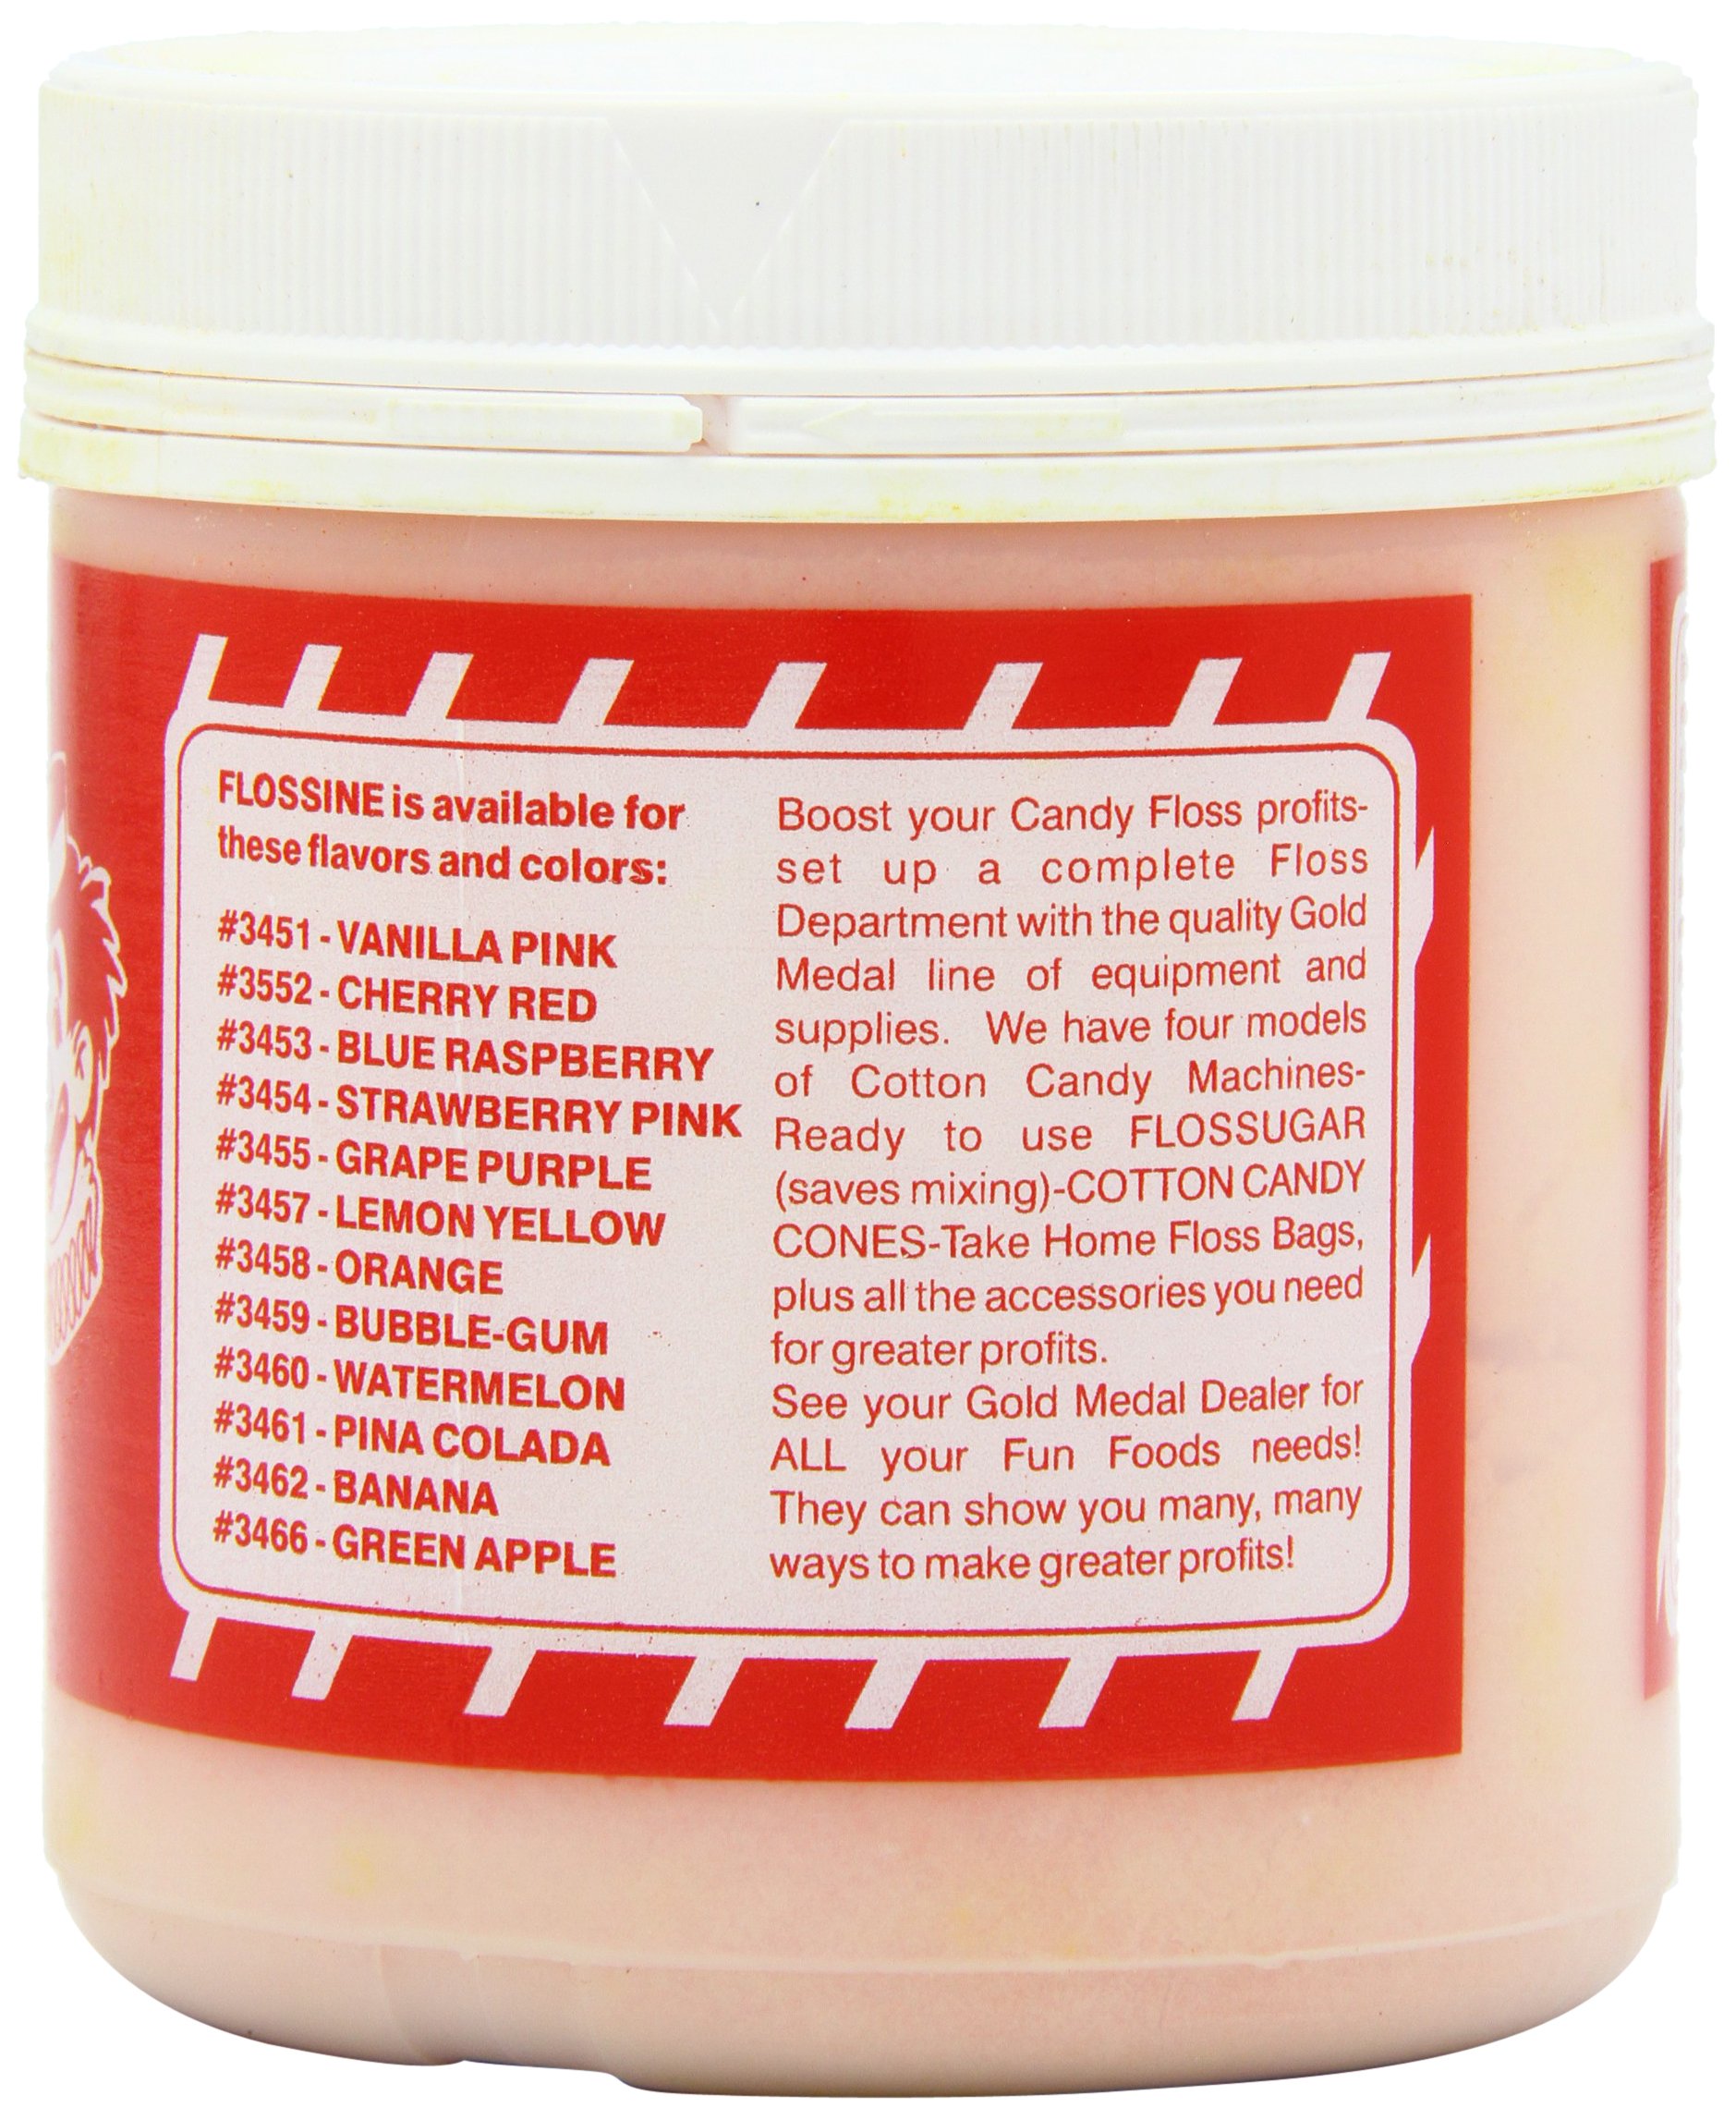 FLOSSINE is available for
these flavors and colors:
#3451 - VANILLA PINK
#3552 - CHERRY RED
#3453 - BLUE RASPBERRY
#3454 - STRAWBERRY PINK
#3455 - GRAPE PURPLE
#3457 - LEMON YELLOW
#3458 - ORANGE
#3459 - BUBBLE-GUM
#3460 - WATERMELON
#3461 - PINA COLADA
#3462 - BANANA
#3466 - GREEN APPLE
Boost your Candy Floss profits-
set up a complete Floss
Department with the quality Gold
Medal line of equipment and
supplies. We have four models
of Cotton Candy Machines-
Ready to use FLOSSUGAR
(saves mixing)-COTTON CANDY
CONES-Take Home Floss Bags,
plus all the accessories you need
for greater profits.
See your Gold Medal Dealer for
ALL your Fun Foods needs!
They can show you many, many
ways to make greater profits!